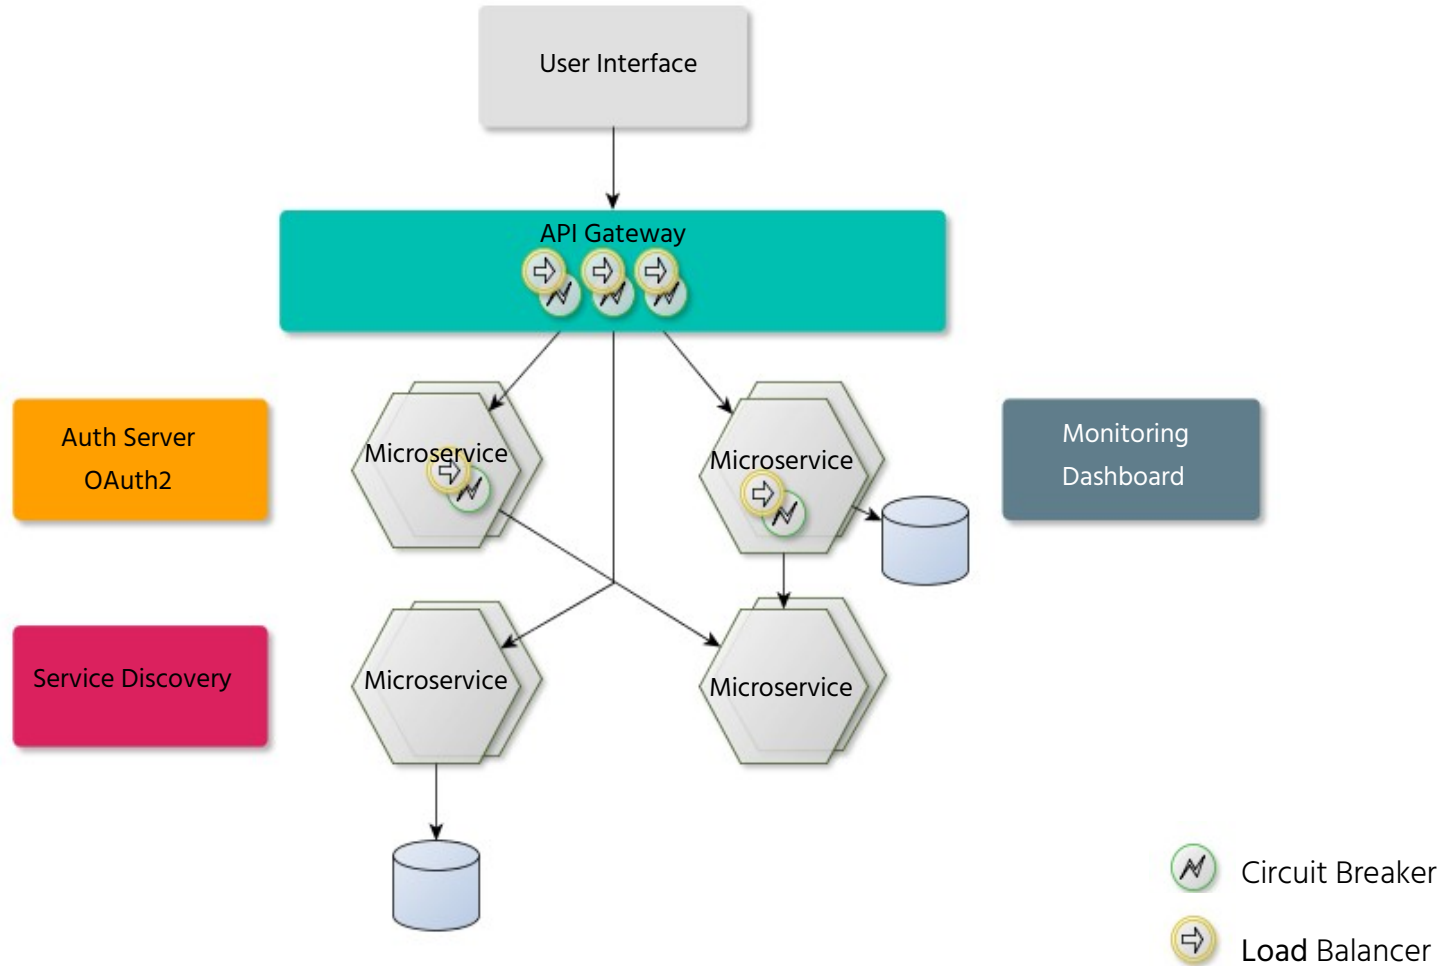 User Interface
API Gateway
Auth Server
OAuth2
Microservice
Microservice
Monitoring
Dashboard
Service Discovery
Microservice
Microservice
Circuit Breaker
Load Balancer